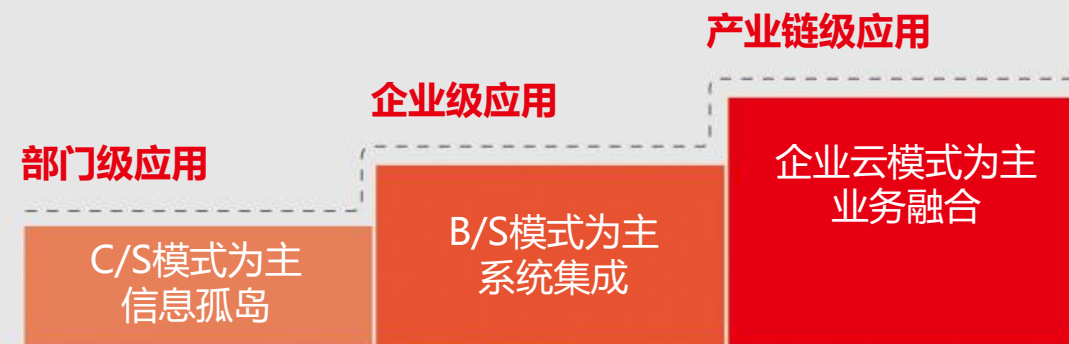 产业链级应用
企业级应用
部门级应用
企业云模式为主
业务融合
B/S模式为主
系统集成
C/S模式为主
信息孤岛